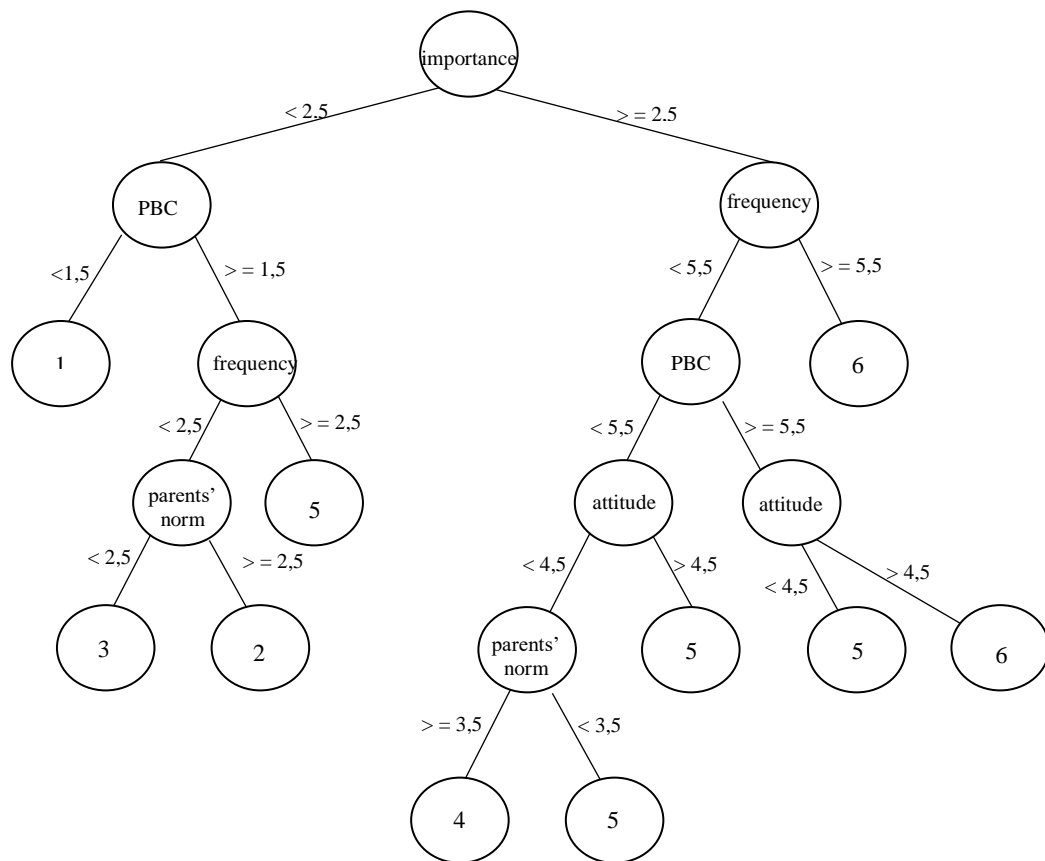 importance
< 2.5
> = 2.5
PBC
frequency
<1,5
> = 1,5
< 5,5
> = 5,5
1
frequency
PBC
6
< 2,5
> = 2,5
< 5,5
> = 5,5
parents’
norm
5
attitude
attitude
< 2,5
> = 2,5
< 4,5
> 4,5
< 4,5
> 4,5
3
2
parents’
norm
5
5
6
> = 3,5
< 3,5
4
5